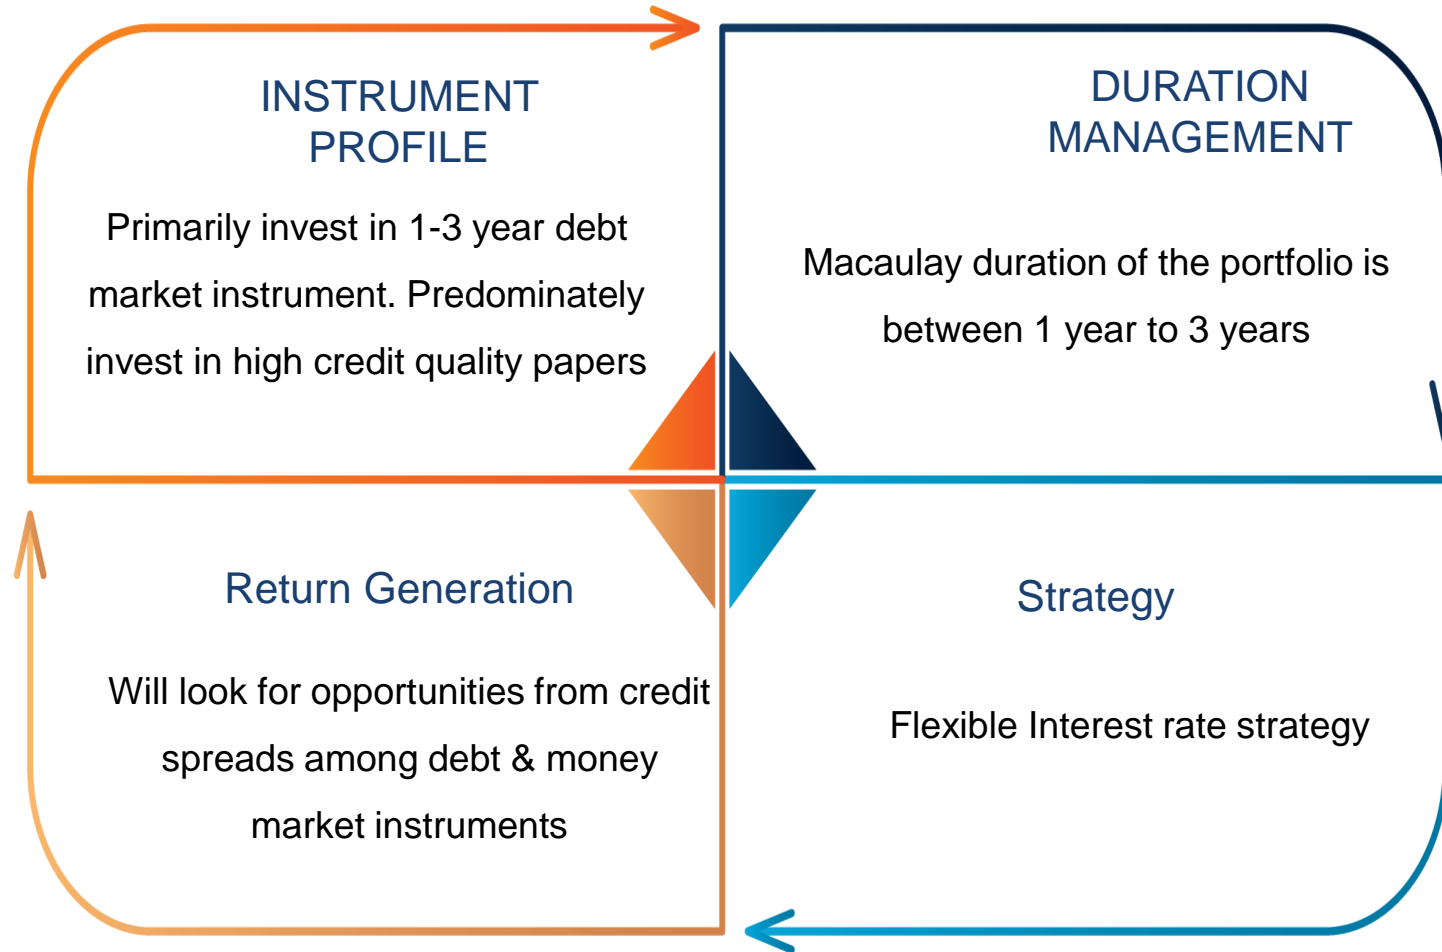 INSTRUMENT
PROFILE
Primarily invest in 1-3 year debt
market instrument. Predominately
invest in high credit quality papers
DURATION
MANAGEMENT
Macaulay duration of the portfolio is
between 1 year to 3 years
Return Generation
Will look for opportunities from credit
spreads among debt & money
market instruments
Strategy
Flexible Interest rate strategy